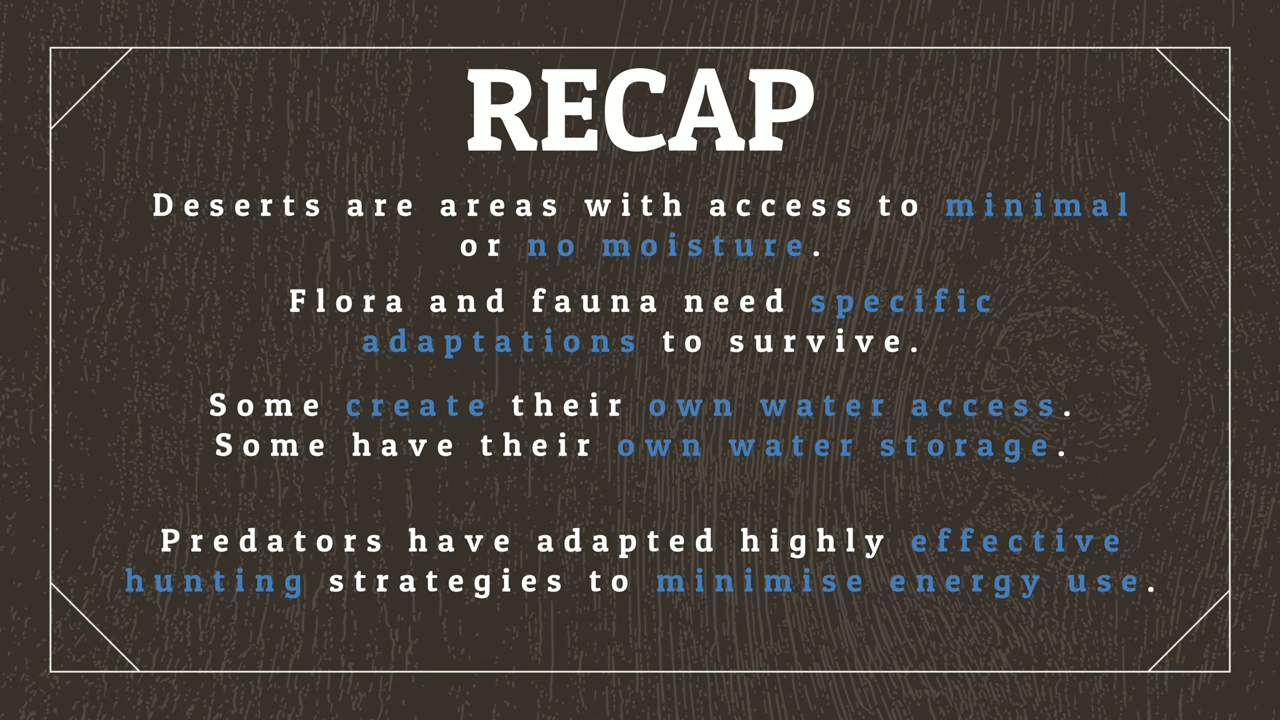 RECAP
Deserts are areas with access to minimal
or no moisture.
Flora and fauna need specific
adaptations to survive.
Some create their own water access.
Some have their own water storage.
Predators have adapted highly effective
hunting strategies to minimise energy use.